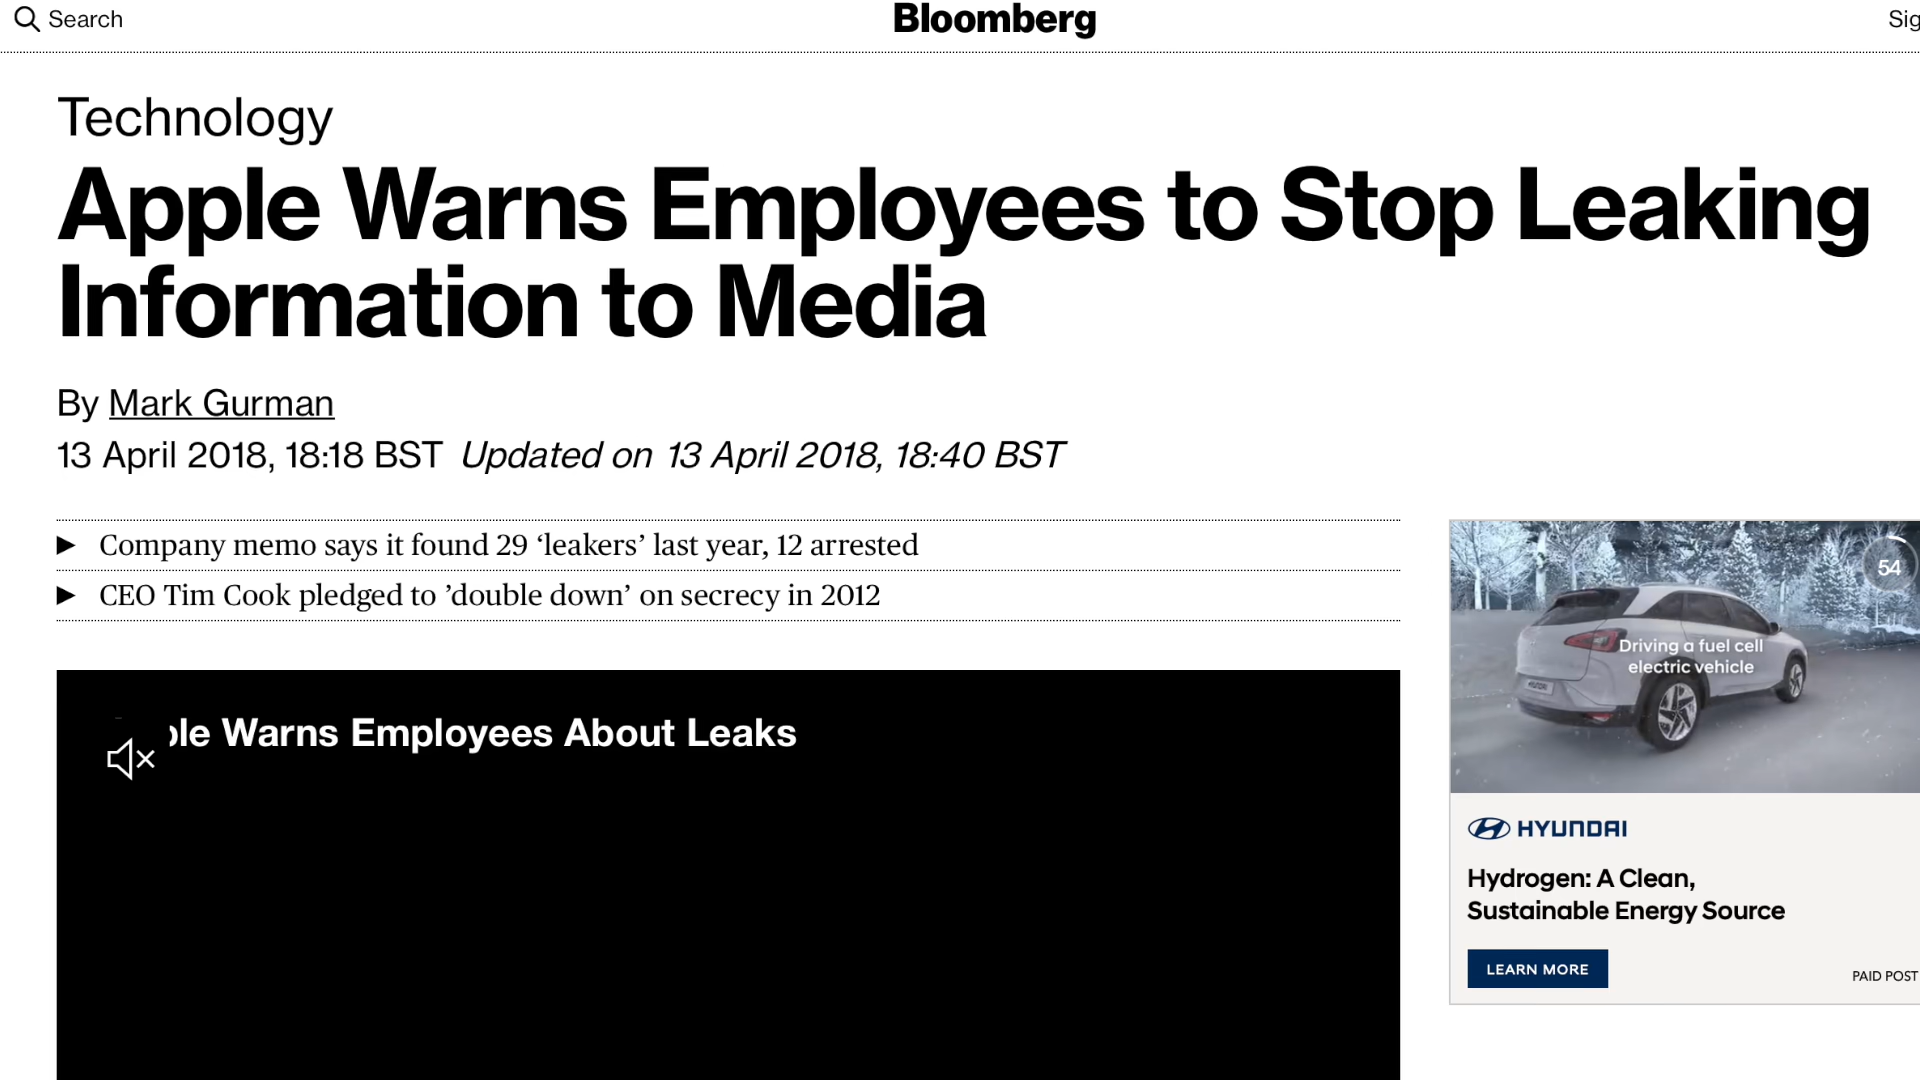 Search
Bloomberg
Sig
Technology
Apple Warns Employees to Stop Leaking
Information to Media
By Mark Gurman
13 April 2018, 18:18 BST Updated on 13 April 2018, 18:40 BST
▶ Company memo says it found 29 ‘leakers’ last year, 12 arrested
▶ CEO Tim Cook pledged to ’double down’ on secrecy in 2012
ple Warns Employees About Leaks
54
Driving a fuel cell
electric vehicle
HYUNDAI
HYUNDAI
Hydrogen: A Clean,
Sustainable Energy Source
LEARN MORE
PAID POST